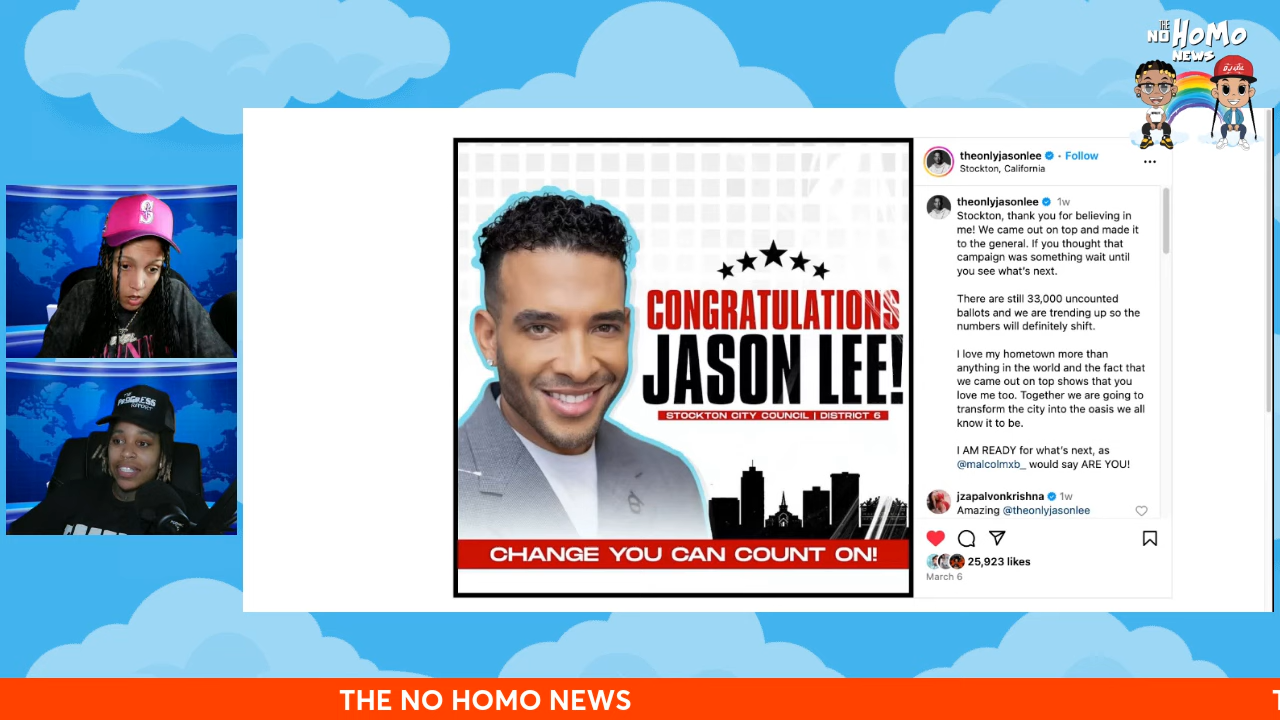 THE
NO HOMO
NEWS
CONGRATULATIONS
JASON LEE!
STOCKTON CITY COUNCIL | DISTRICT 6
CHANGE YOU CAN COUNT ON!
theonlyjasonlee · Follow
Stockton, California
theonlyjasonlee 1w
Stockton, thank you for believing in
me! We came out on top and made it
to the general. If you thought that
campaign was something wait until
you see what's next.
There are still 33,000 uncounted
ballots and we are trending up so the
numbers will definitely shift.
I love my hometown more than
anything in the world and the fact that
we came out on top shows that you
love me too. Together we are going to
transform the city into the oasis we all
know it to be.
I AM READY for what's next, as
@malcolmxb_ would say ARE YOU!
jzapalvonkrishna 1w
Amazing @theonlyjasonlee
25,923 likes
March 6
THE NO HOMO NEWS